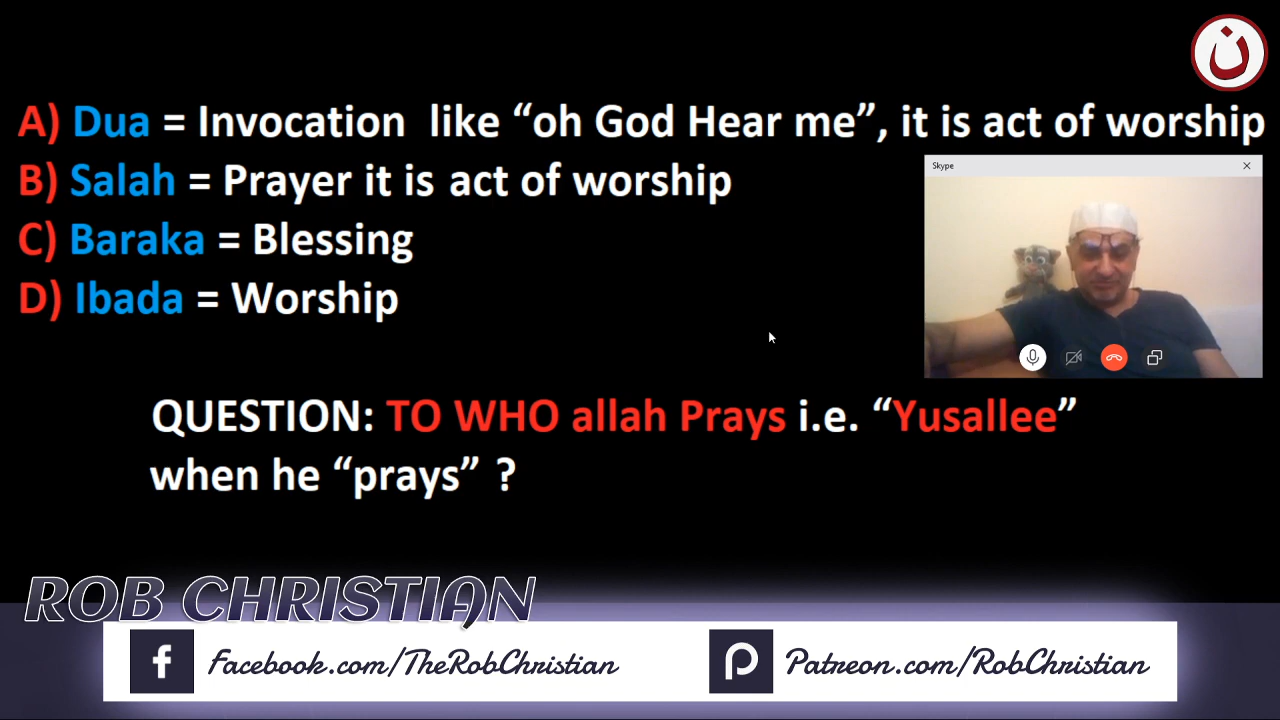 ن
A) Dua = Invocation like “oh God Hear me”, it is act of worship
B) Salah = Prayer it is act of worship
C) Baraka = Blessing
D) Ibada = Worship
Skype
QUESTION: TO WHO allah Prays i.e. “Yusallee”
when he “prays” ?
ROB CHRISTIAN
Facebook.com/TheRobChristian
Patreon.com/RobChristian